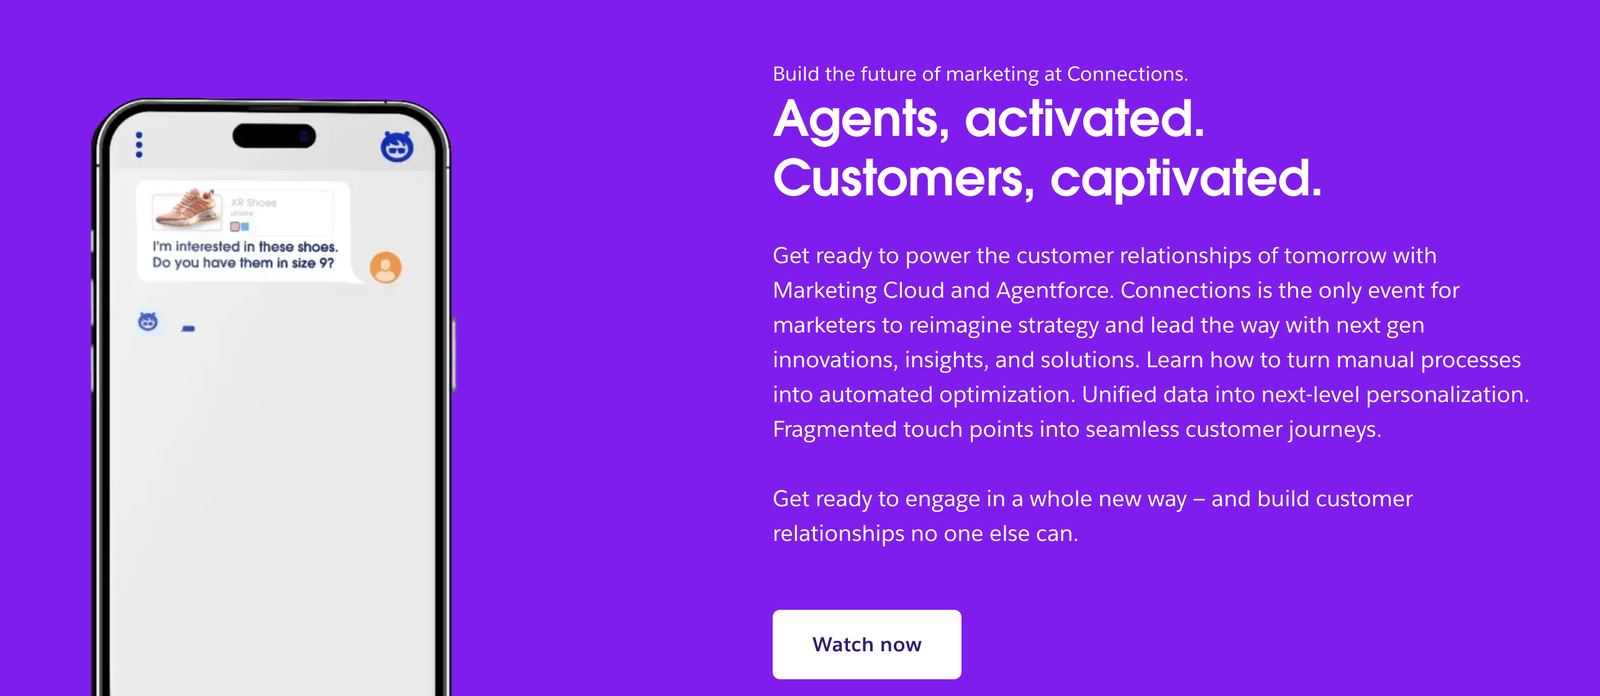 XR Shoes
unisex
I'm interested in these shoes.
Do you have them in size 9?
Build the future of marketing at Connections.
Agents, activated.
Customers, captivated.
Get ready to power the customer relationships of tomorrow with
Marketing Cloud and Agentforce. Connections is the only event for
marketers to reimagine strategy and lead the way with next gen
innovations, insights, and solutions. Learn how to turn manual processes
into automated optimization. Unified data into next-level personalization.
Fragmented touch points into seamless customer journeys.
Get ready to engage in a whole new way – and build customer
relationships no one else can.
Watch now